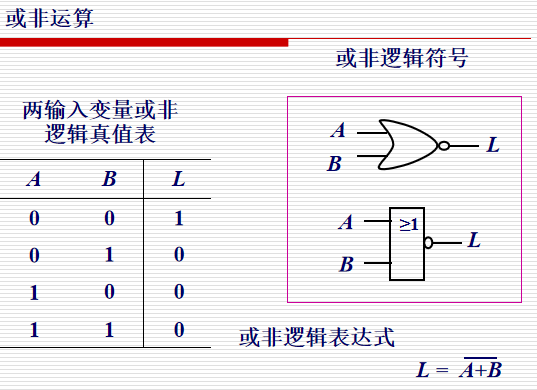 或非运算
或非逻辑符号
两输入变量或非
逻辑真值表
A B L
0 0 1
0 1 0
1 0 0
1 1 0
A
B
L
A
B
≥1
L
或非逻辑表达式
L = A̅+̅B̅